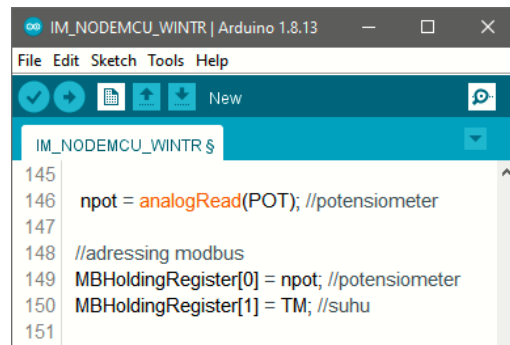 IM_NODEMCU_WINTR | Arduino 1.8.13
File Edit Sketch Tools Help
New
IM_NODEMCU_WINTR §
145
146 npot = analogRead(POT); //potensiometer
147
148 //adressing modbus
149 MBHoldingRegister[0] = npot; //potensiometer
150 MBHoldingRegister[1] = TM; //suhu
151